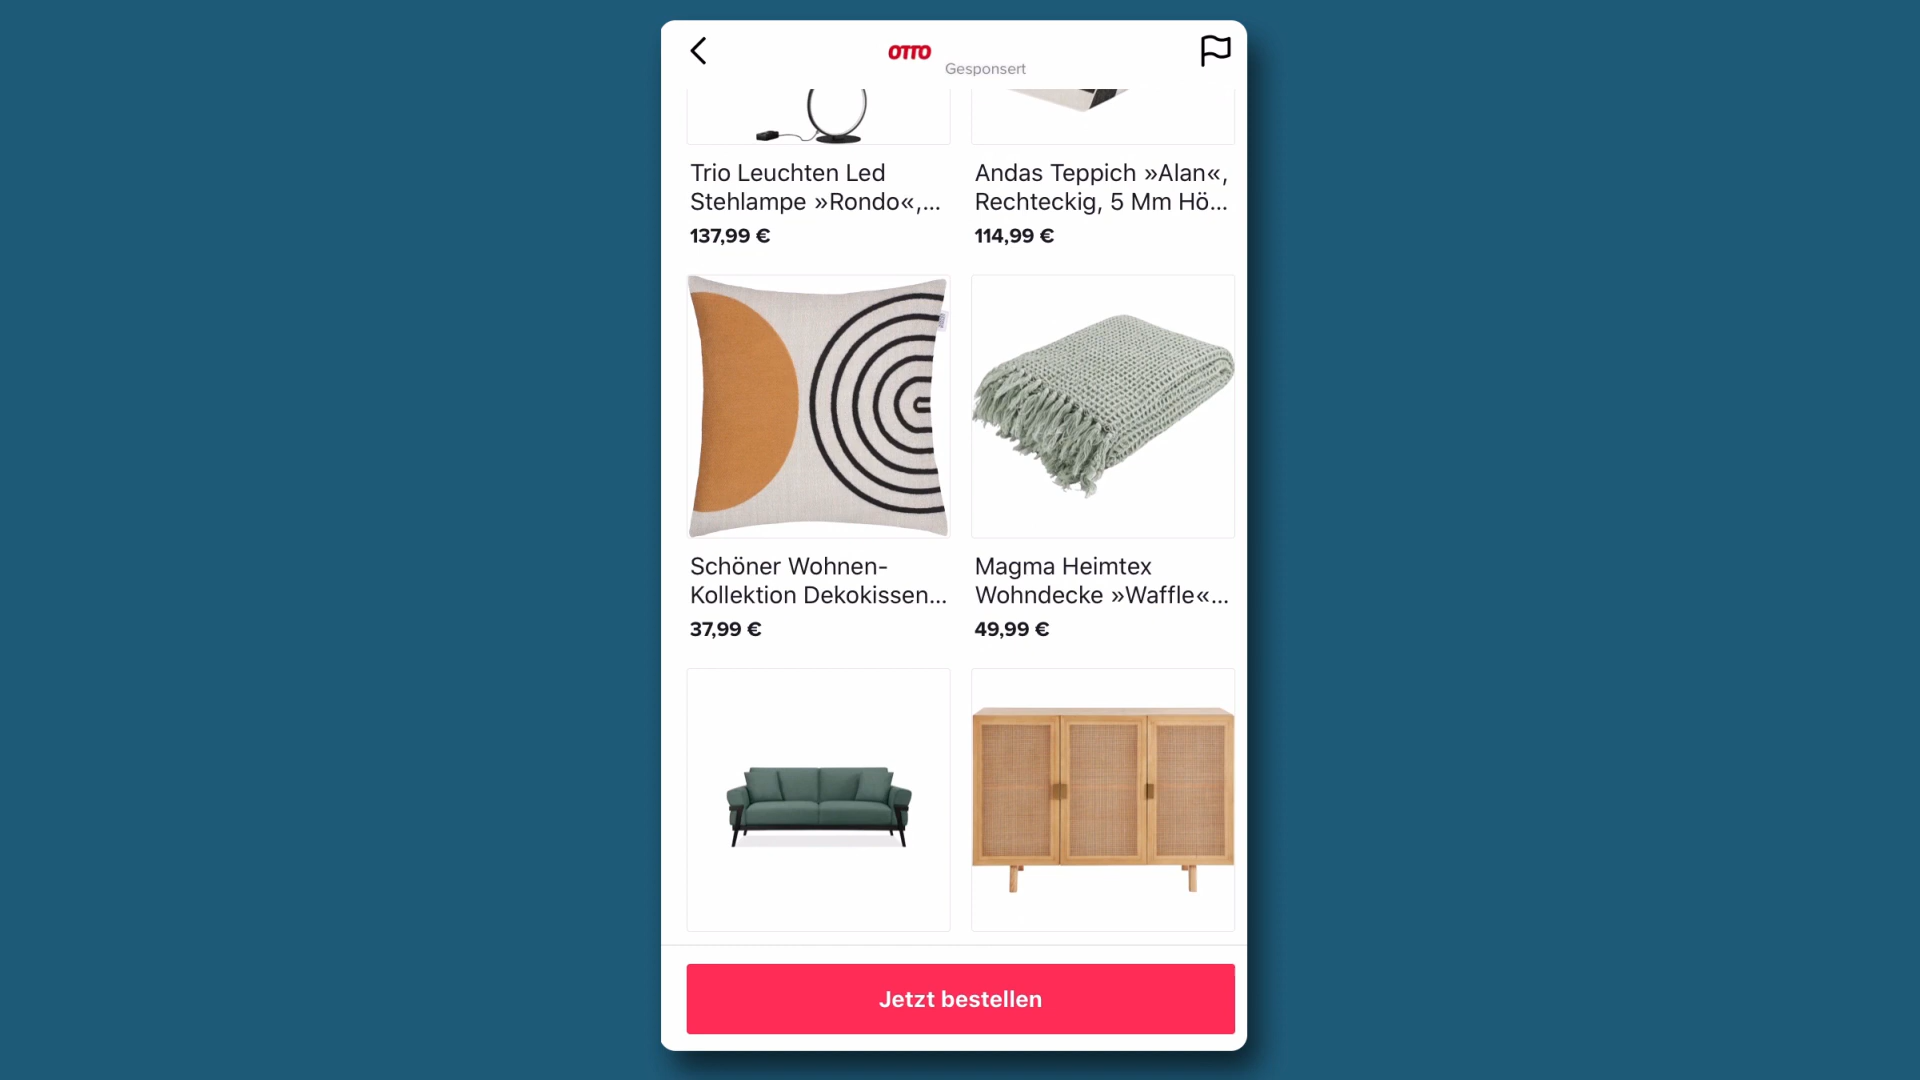 OTTO
Gesponsert
Trio Leuchten Led
Stehlampe »Rondo«,...
137,99 €
Andas Teppich »Alan«,
Rechteckig, 5 Mm Hö...
114,99 €
Schöner Wohnen-
Kollektion Dekokissen...
37,99 €
Magma Heimtex
Wohndecke »Waffle«...
49,99 €
Jetzt bestellen